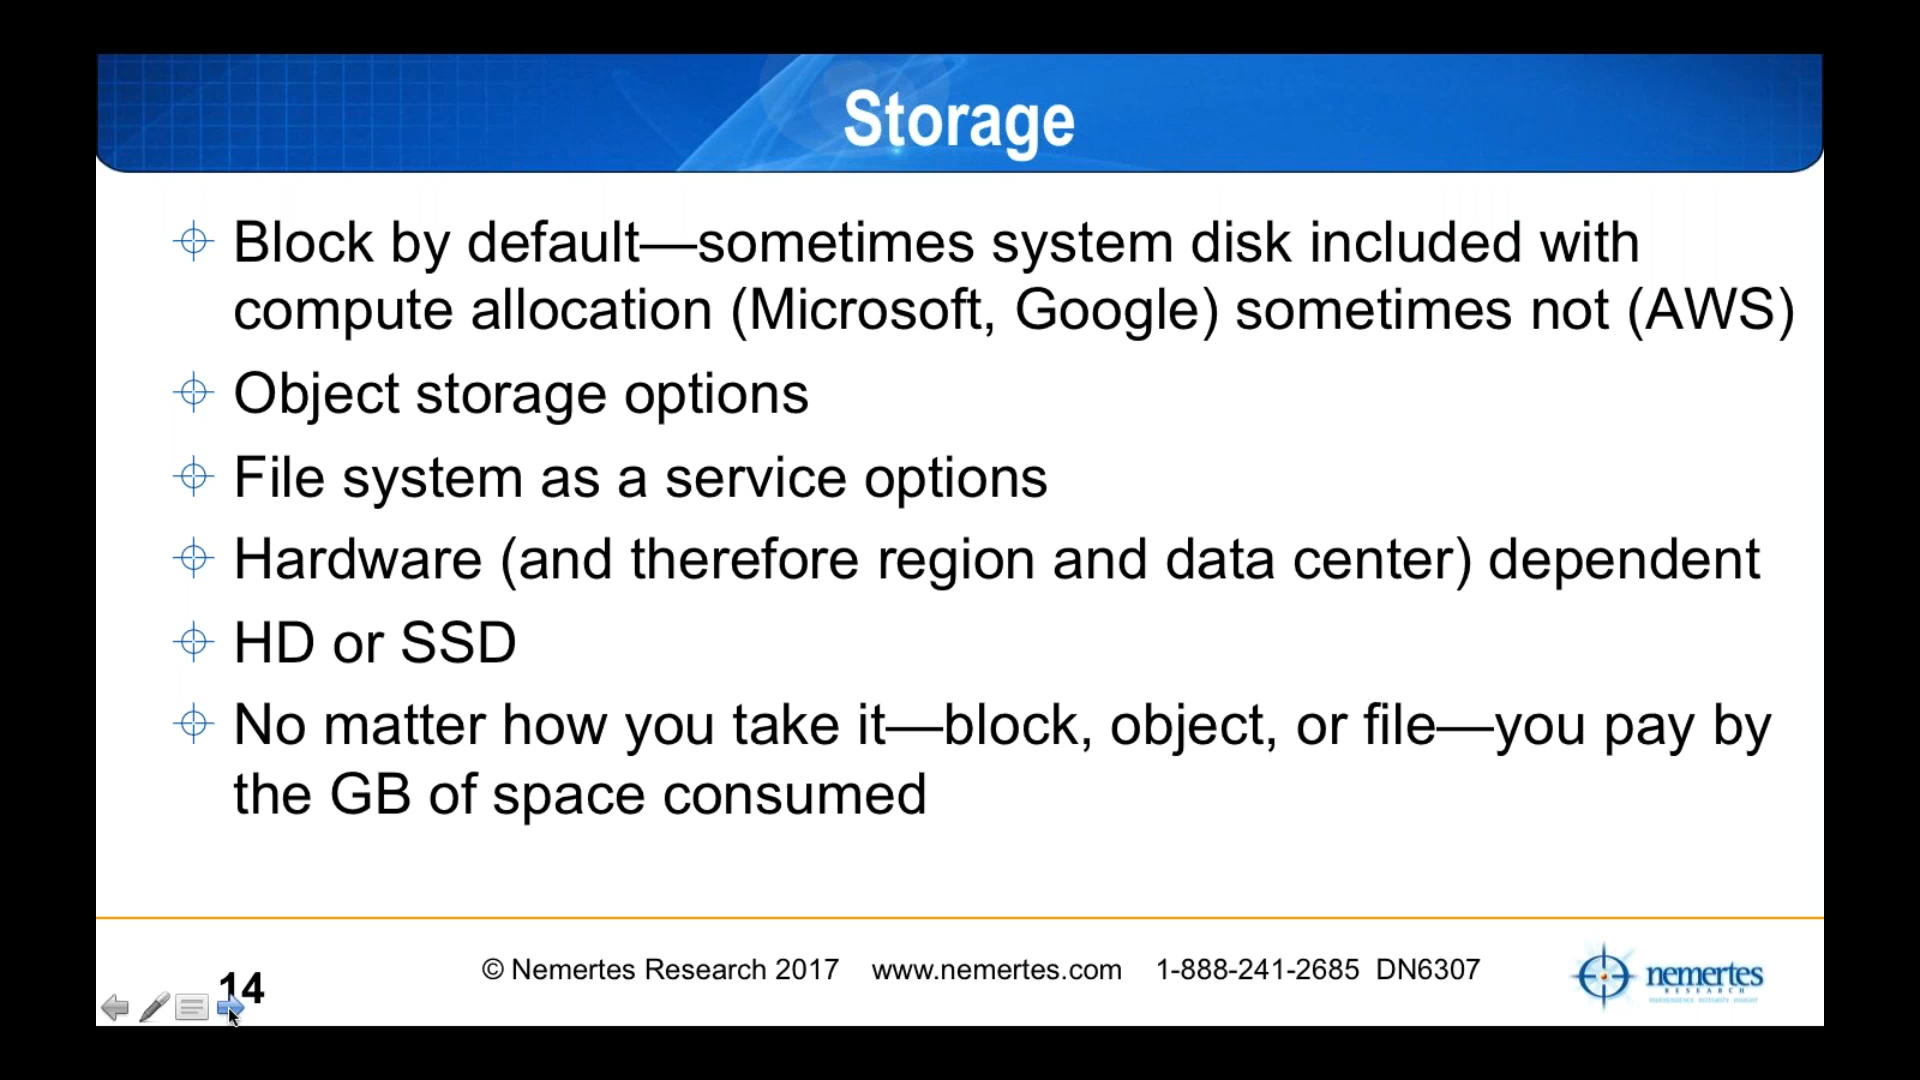 Storage
Block by default—sometimes system disk included with
compute allocation (Microsoft, Google) sometimes not (AWS)
Object storage options
File system as a service options
Hardware (and therefore region and data center) dependent
HD or SSD
No matter how you take it—block, object, or file—you pay by
the GB of space consumed
14
© Nemertes Research 2017 www.nemertes.com 1-888-241-2685 DN6307
nemertes
RESEARCH